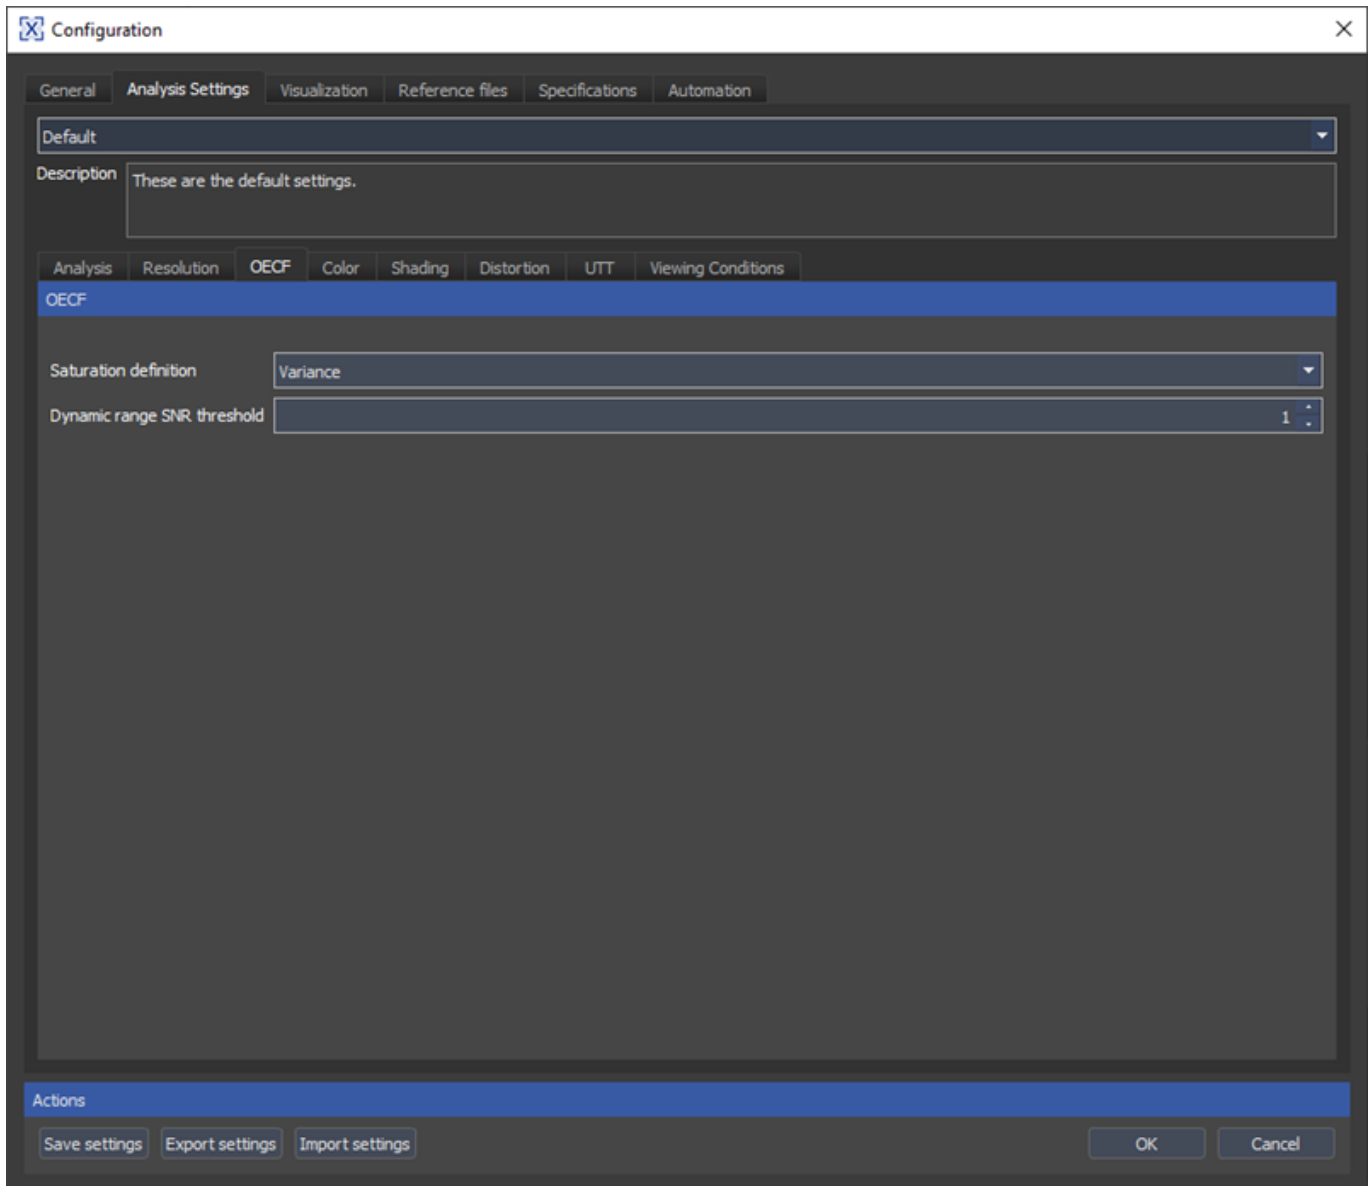 Configuration
General Analysis Settings Visualization Reference files Specifications Automation
Default
Description These are the default settings.
Analysis Resolution OECF Color Shading Distortion UTT Viewing Conditions
OECF
Saturation definition Variance
Dynamic range SNR threshold 1
Actions
Save settings Export settings Import settings OK Cancel